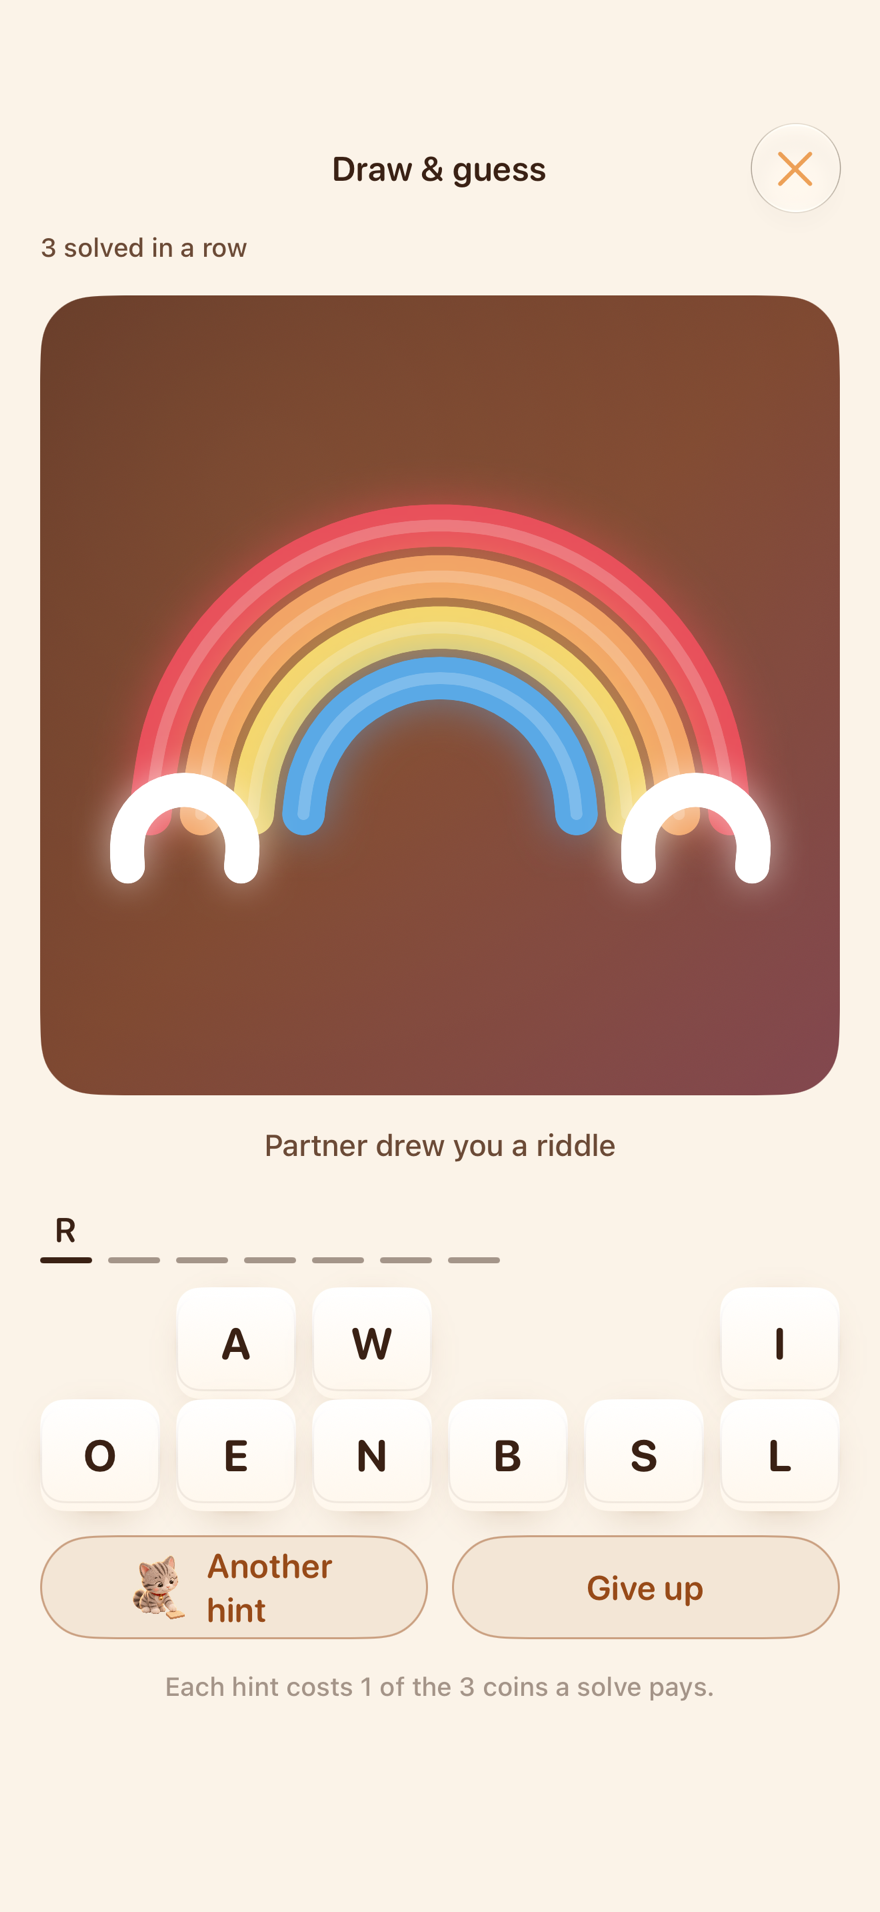 Draw & guess
3 solved in a row
Partner drew you a riddle
R
A W I
O E N B S L
Another
hint
Give up
Each hint costs 1 of the 3 coins a solve pays.